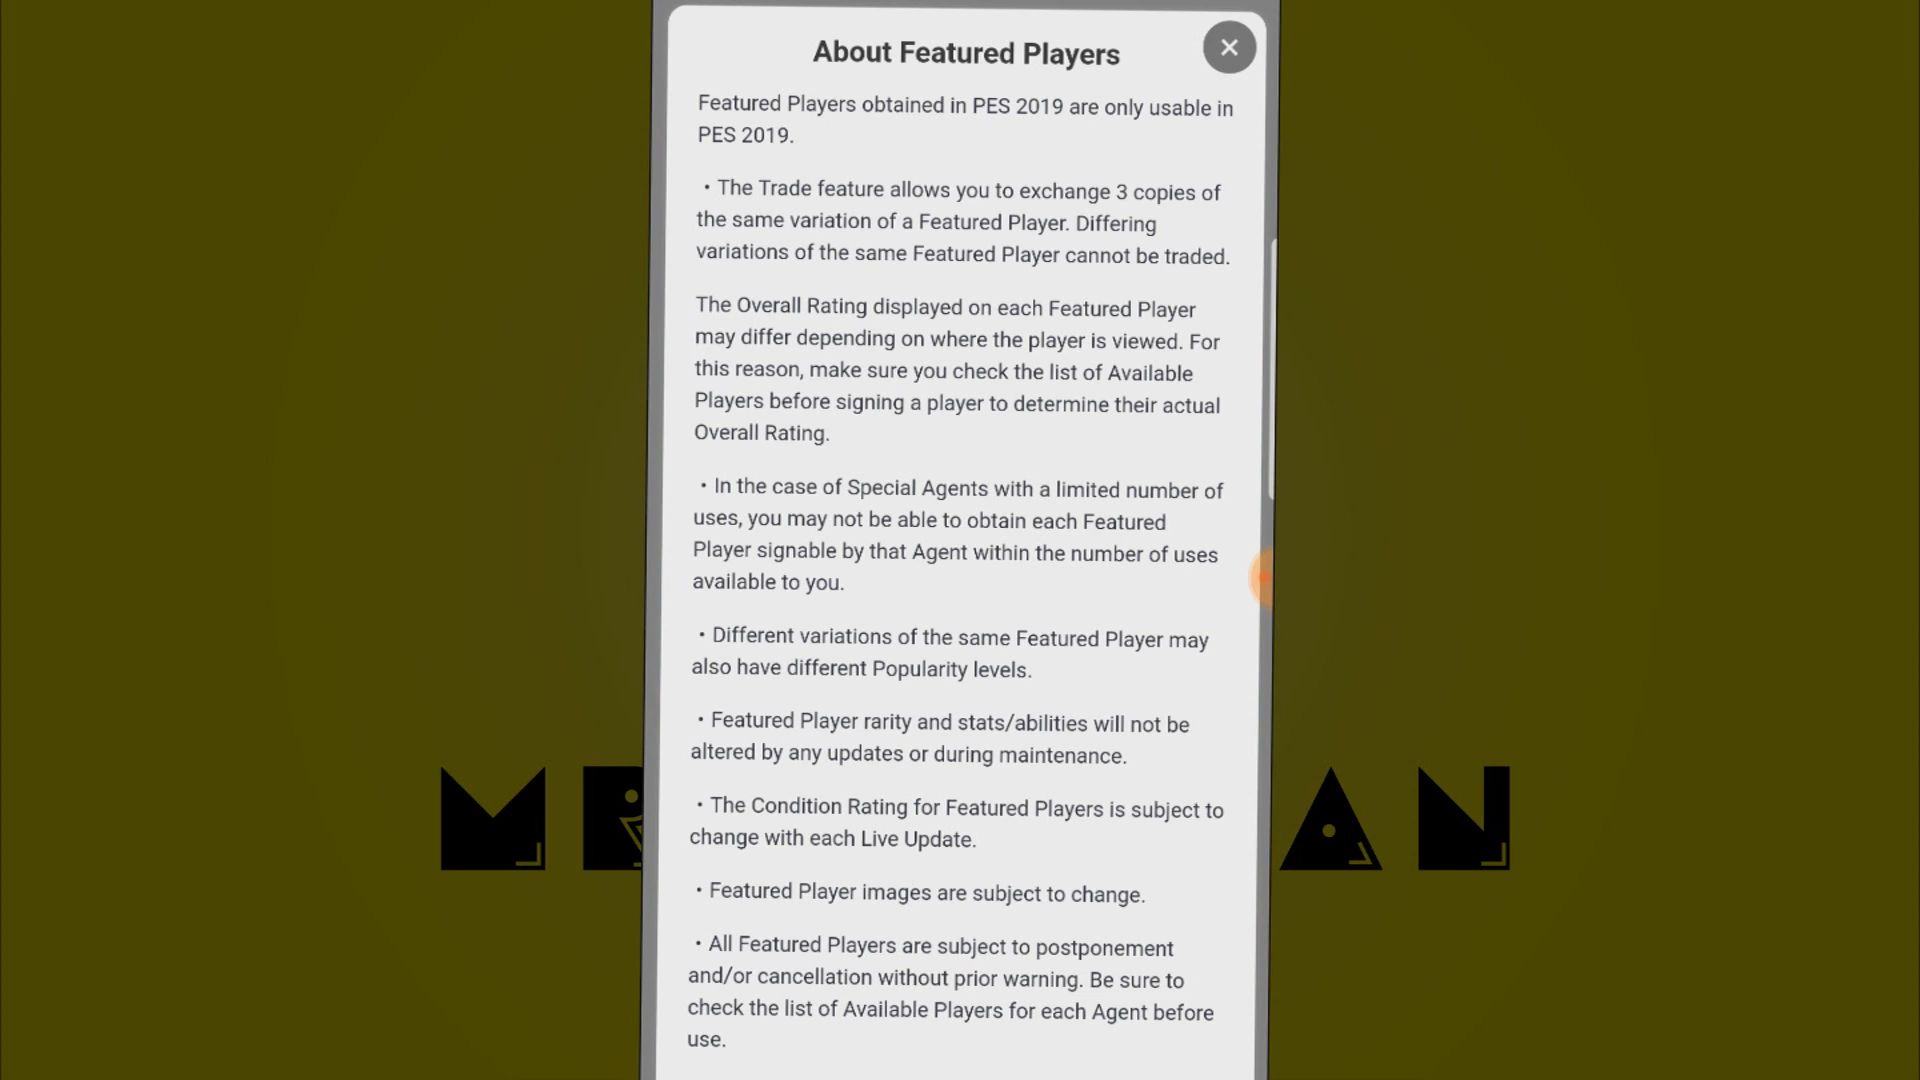 About Featured Players
Featured Players obtained in PES 2019 are only usable in
PES 2019.
・The Trade feature allows you to exchange 3 copies of
the same variation of a Featured Player. Differing
variations of the same Featured Player cannot be traded.
The Overall Rating displayed on each Featured Player
may differ depending on where the player is viewed. For
this reason, make sure you check the list of Available
Players before signing a player to determine their actual
Overall Rating.
・In the case of Special Agents with a limited number of
uses, you may not be able to obtain each Featured
Player signable by that Agent within the number of uses
available to you.
・Different variations of the same Featured Player may
also have different Popularity levels.
・Featured Player rarity and stats/abilities will not be
altered by any updates or during maintenance.
・The Condition Rating for Featured Players is subject to
change with each Live Update.
・Featured Player images are subject to change.
・All Featured Players are subject to postponement
and/or cancellation without prior warning. Be sure to
check the list of Available Players for each Agent before
use.